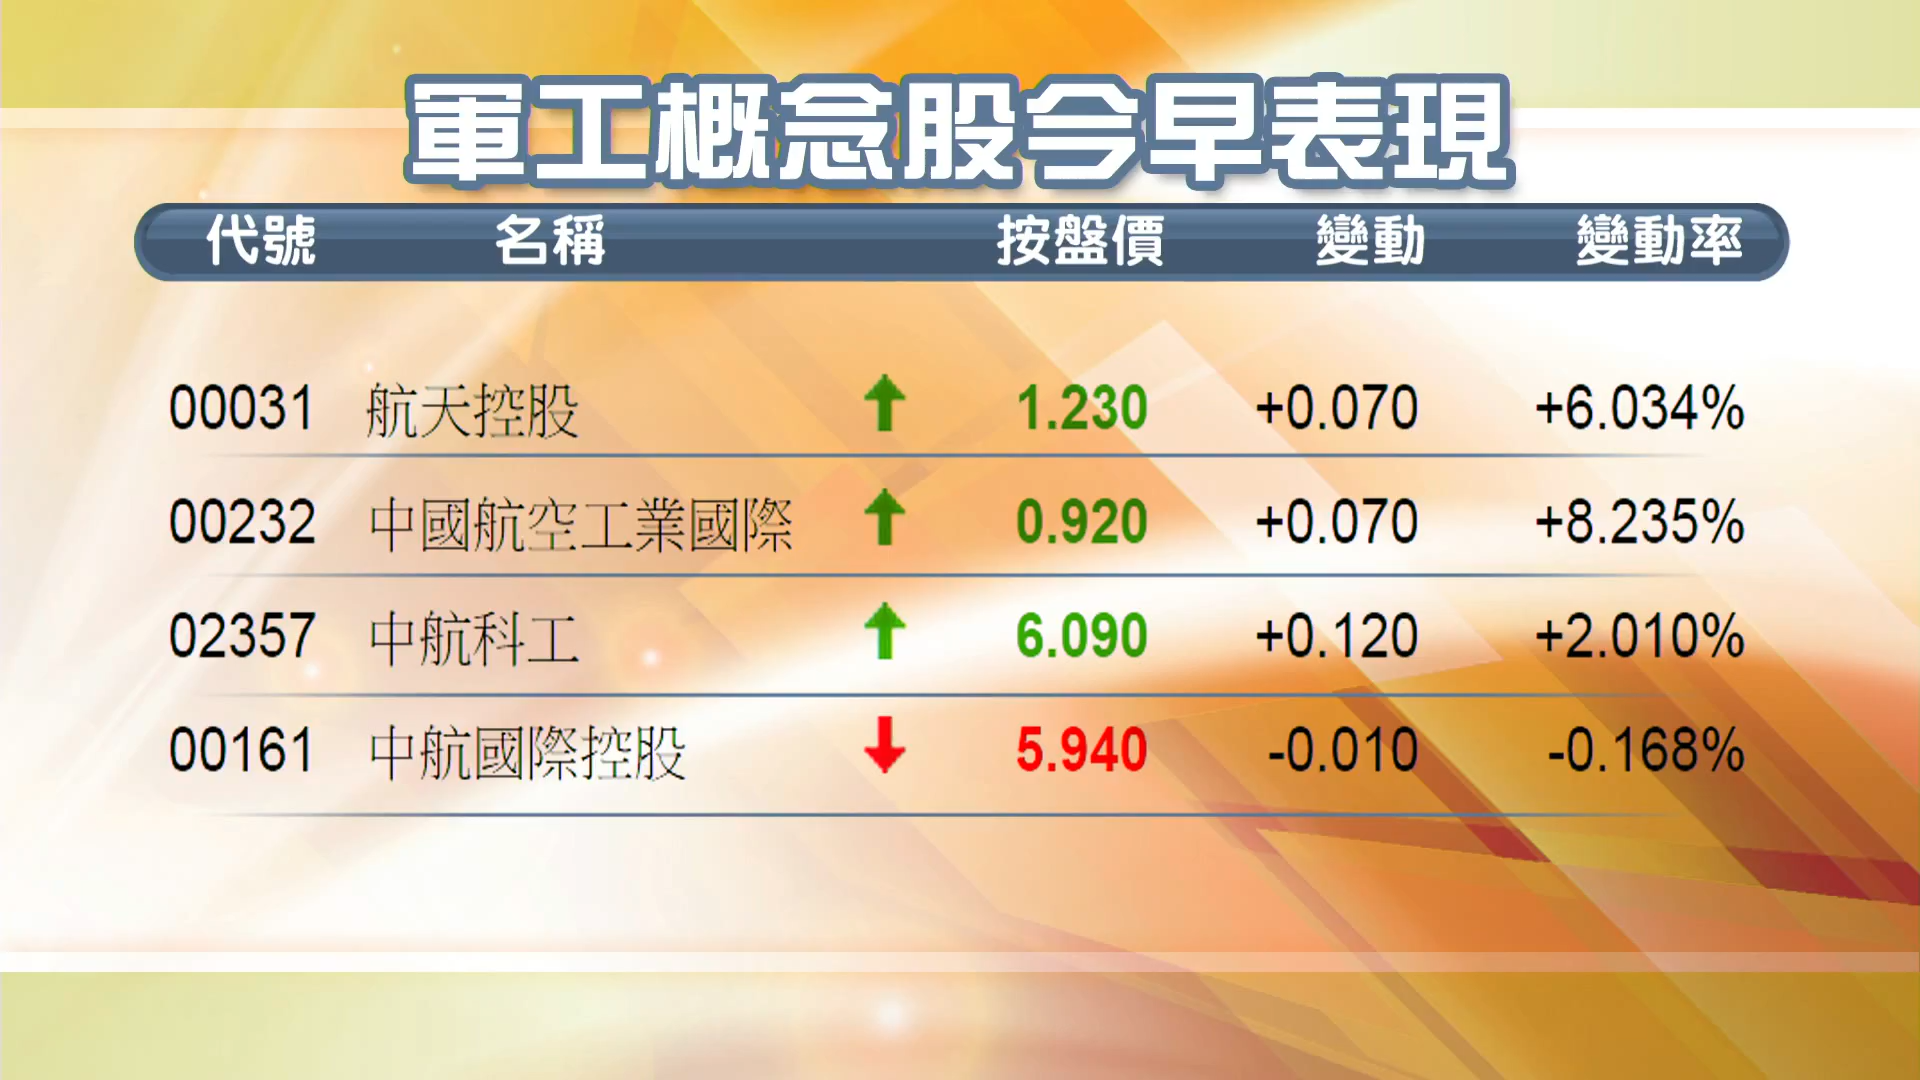 軍工概念股今早表現
代號 名稱 按盤價 變動 變動率
00031 航天控股 1.230 +0.070 +6.034%
00232 中國航空工業國際 0.920 +0.070 +8.235%
02357 中航科工 6.090 +0.120 +2.010%
00161 中航國際控股 5.940 -0.010 -0.168%